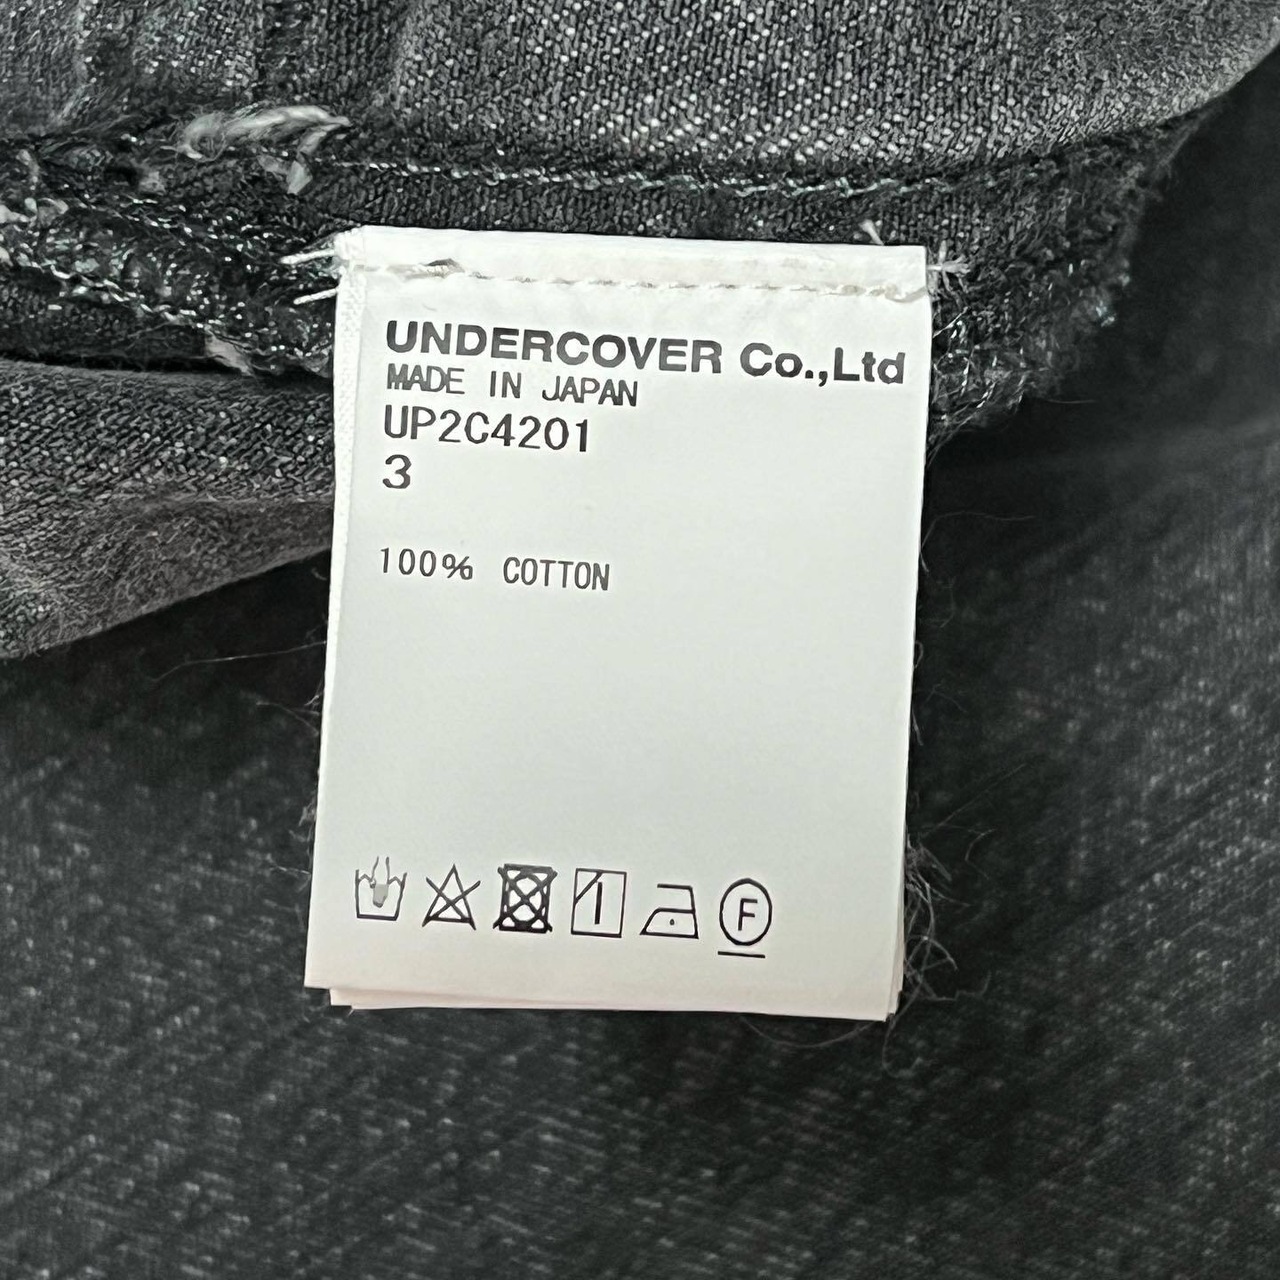 UNDERCOVER Co.,Ltd
MADE IN JAPAN
UP2C4201
3
100% COTTON
F